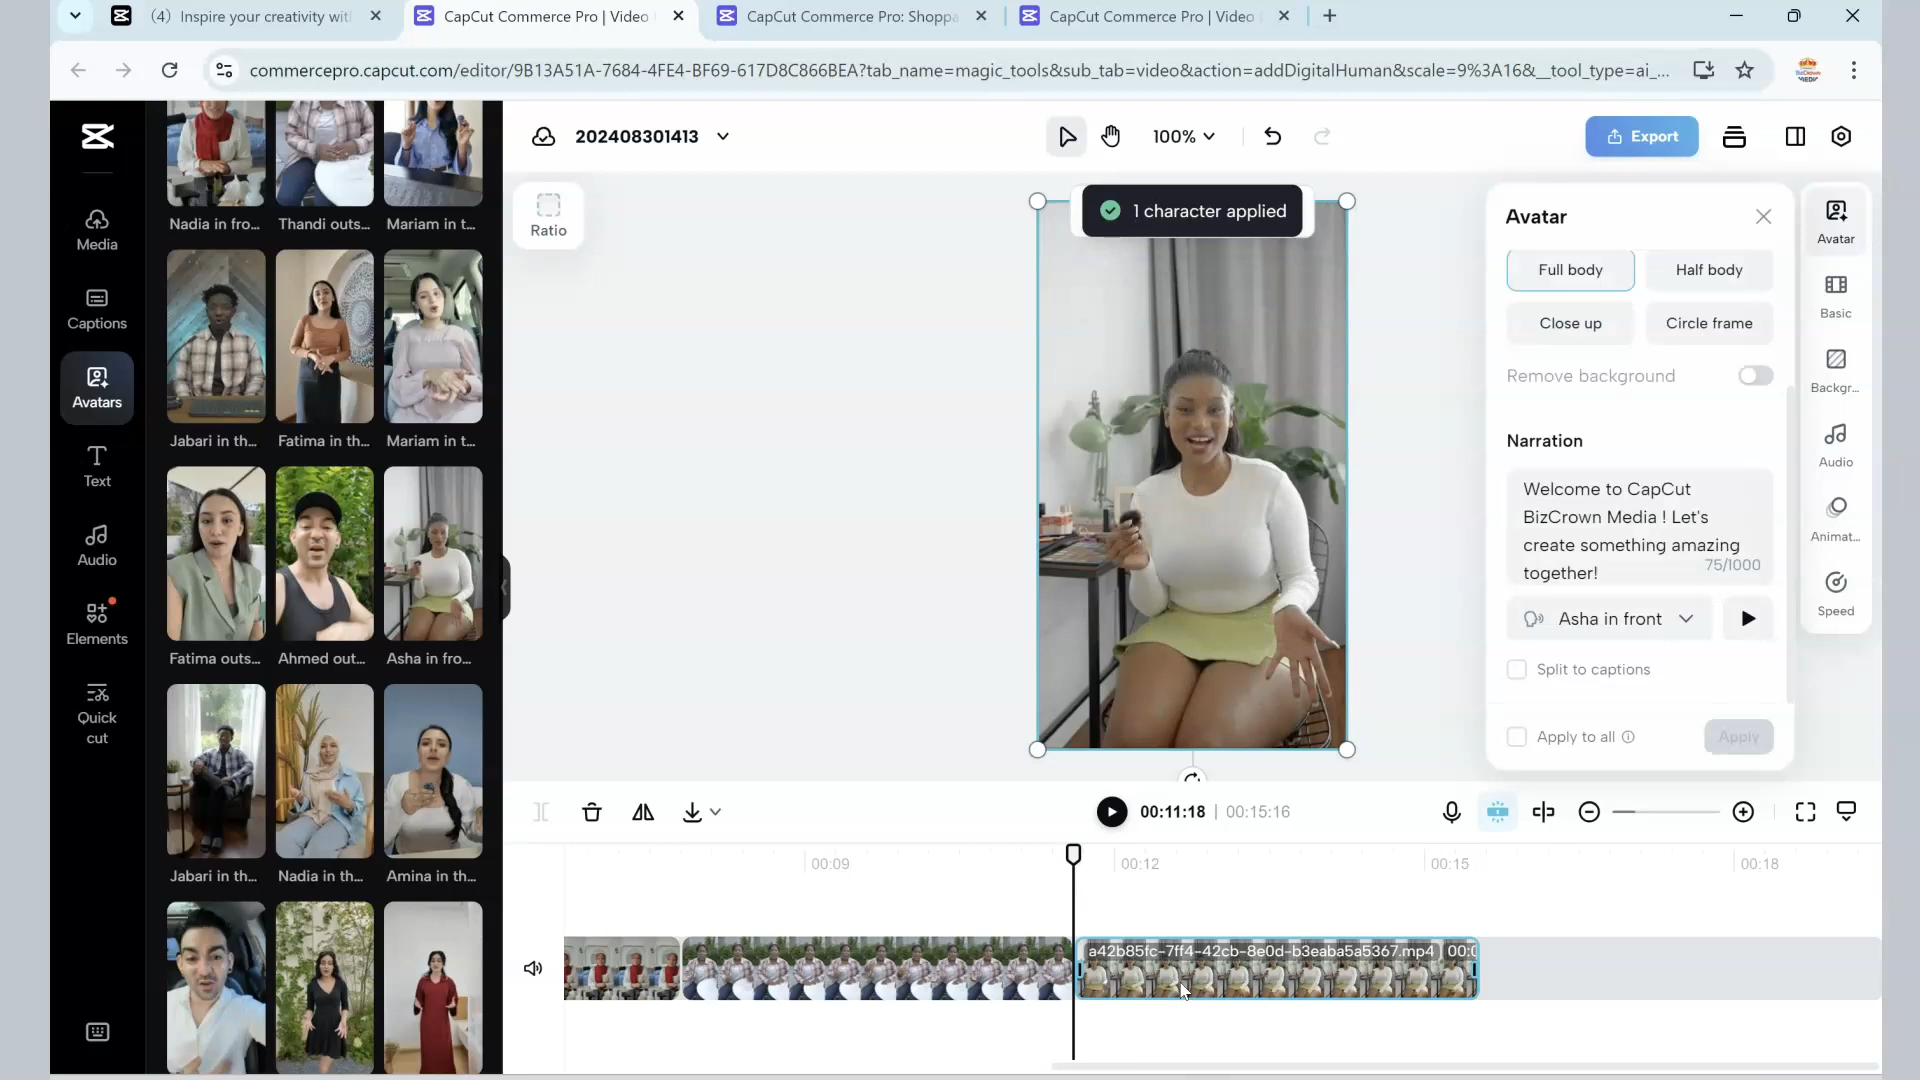 (4) Inspire your creativity wit
CapCut Commerce Pro | Video
CapCut Commerce Pro: Shoppa
CapCut Commerce Pro | Video
commercepro.capcut.com/editor/9B13A51A-7684-4FE4-BF69-617D8C866BEA?tab_name=magic_tools&sub_tab=video&action=addDigitalHuman&scale=9%3A16&__tool_type=ai_...
Media
Captions
Avatars
Text
Audio
Elements
Quick
cut
Nadia in fro...
Thandi outs...
Mariam in t...
Jabari in th...
Fatima in th...
Mariam in t...
Fatima outs...
Ahmed out...
Asha in fro...
Jabari in th...
Nadia in th...
Amina in th...
202408301413
100%
Export
Ratio
1 character applied
Avatar
Full body
Half body
Close up
Circle frame
Remove background
Narration
Welcome to CapCut
BizCrown Media ! Let's
create something amazing
together!
75/1000
Asha in front
Split to captions
Apply to all
Apply
Avatar
Basic
Backgr...
Audio
Animat...
Speed
00:11:18 | 00:15:16
00:09
00:12
00:15
00:18
a42b85fc-7ff4-42cb-8e0d-b3eaba5a5367.mp4